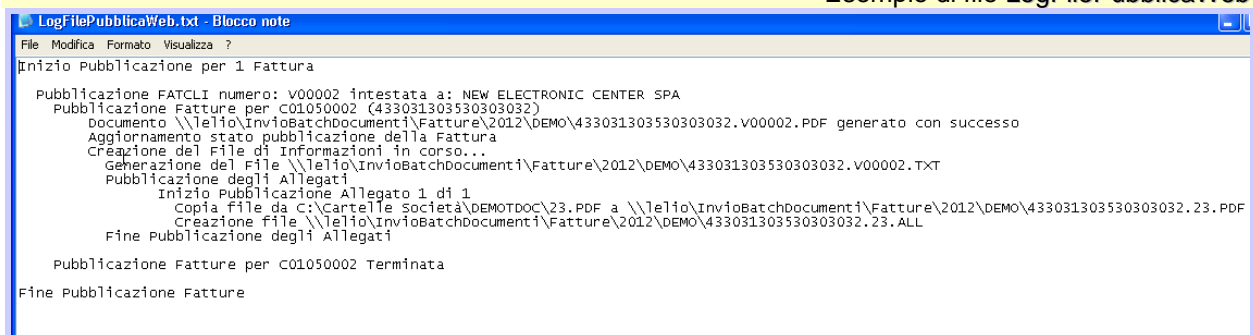 LogFilePubblicaWeb.txt - Blocco note
File Modifica Formato Visualizza ?
Inizio Pubblicazione per 1 Fattura
Pubblicazione FATCLI numero: V00002 intestata a: NEW ELECTRONIC CENTER SPA
Pubblicazione Fatture per C01050002 (433031303530303032)
Documento \\lelio\InvioBatchDocumenti\Fatture\2012\DEMO\433031303530303032.V00002.PDF generato con successo
Aggiornamento stato pubblicazione della Fattura
Creazione del File di Informazioni in corso...
Generazione del File \\lelio\InvioBatchDocumenti\Fatture\2012\DEMO\433031303530303032.V00002.TXT
Pubblicazione degli Allegati
Inizio Pubblicazione Allegato 1 di 1
Copia file da C:\Cartelle Società\DEMOTDOC\23.PDF a \\lelio\InvioBatchDocumenti\Fatture\2012\DEMO\433031303530303032.23.PDF
Creazione file \\lelio\InvioBatchDocumenti\Fatture\2012\DEMO\433031303530303032.23.ALL
Fine Pubblicazione degli Allegati
Pubblicazione Fatture per C01050002 Terminata
Fine Pubblicazione Fatture